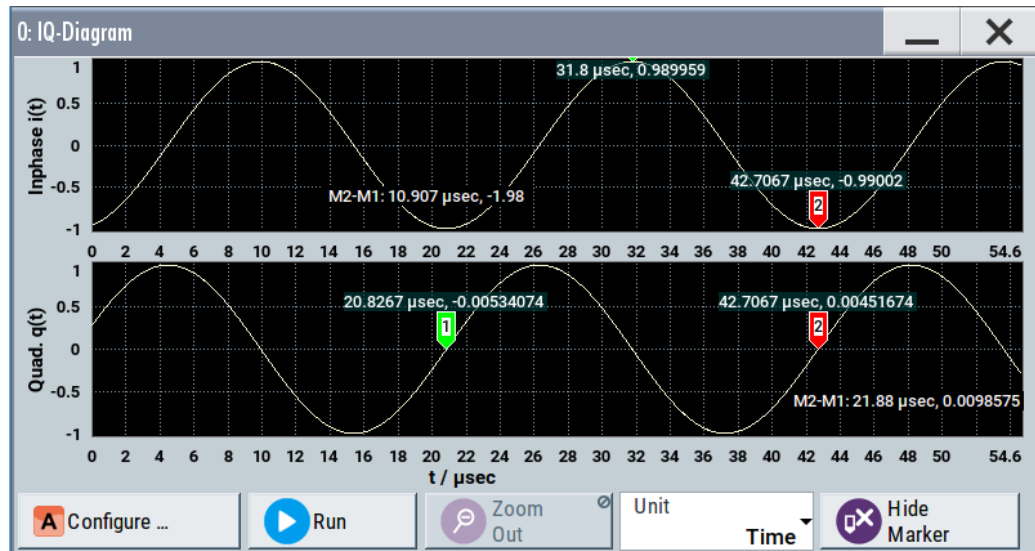 0: IQ-Diagram
Inphase i(t)
1
0.5
0
-0.5
-1
31.8 µsec, 0.989959
M2-M1: 10.907 µsec, -1.98
42.7067 µsec, -0.99002
2
0 2 4 6 8 10 12 14 16 18 20 22 24 26 28 30 32 34 36 38 40 42 44 46 48 50 54.6
Quad. q(t)
1
0.5
0
-0.5
-1
20.8267 µsec, -0.00534074
1
42.7067 µsec, 0.00451674
2
M2-M1: 21.88 µsec, 0.0098575
0 2 4 6 8 10 12 14 16 18 20 22 24 26 28 30 32 34 36 38 40 42 44 46 48 50 54.6
t / µsec
A Configure ...
Run
Zoom
Out
Unit
Time
Hide
Marker